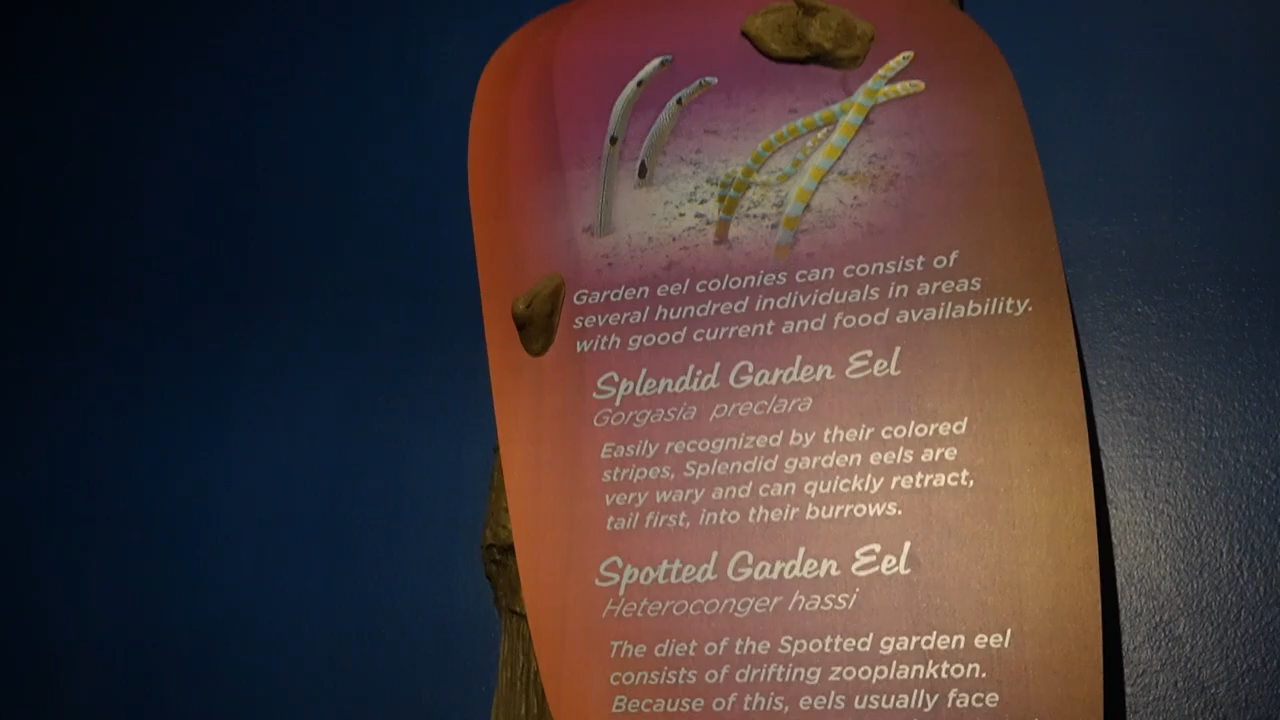 Garden eel colonies can consist of
several hundred individuals in areas
with good current and food availability.
Splendid Garden Eel
Gorgasia preclara
Easily recognized by their colored
stripes, Splendid garden eels are
very wary and can quickly retract,
tail first, into their burrows.
Spotted Garden Eel
Heteroconger hassi
The diet of the Spotted garden eel
consists of drifting zooplankton.
Because of this, eels usually face